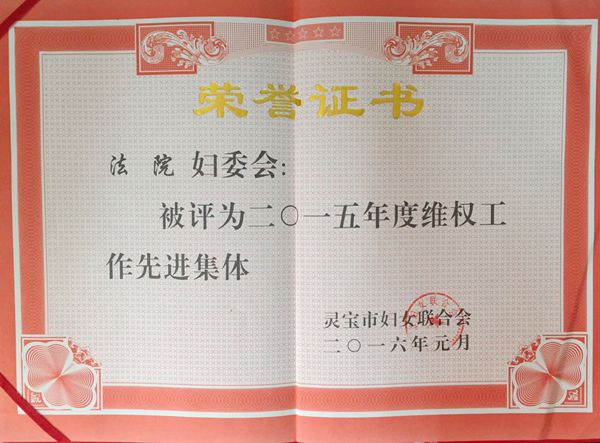 荣誉证书
法院妇委会:
被评为二〇一五年度维权工
作先进集体
灵宝市妇女联合会
二〇一六年元月